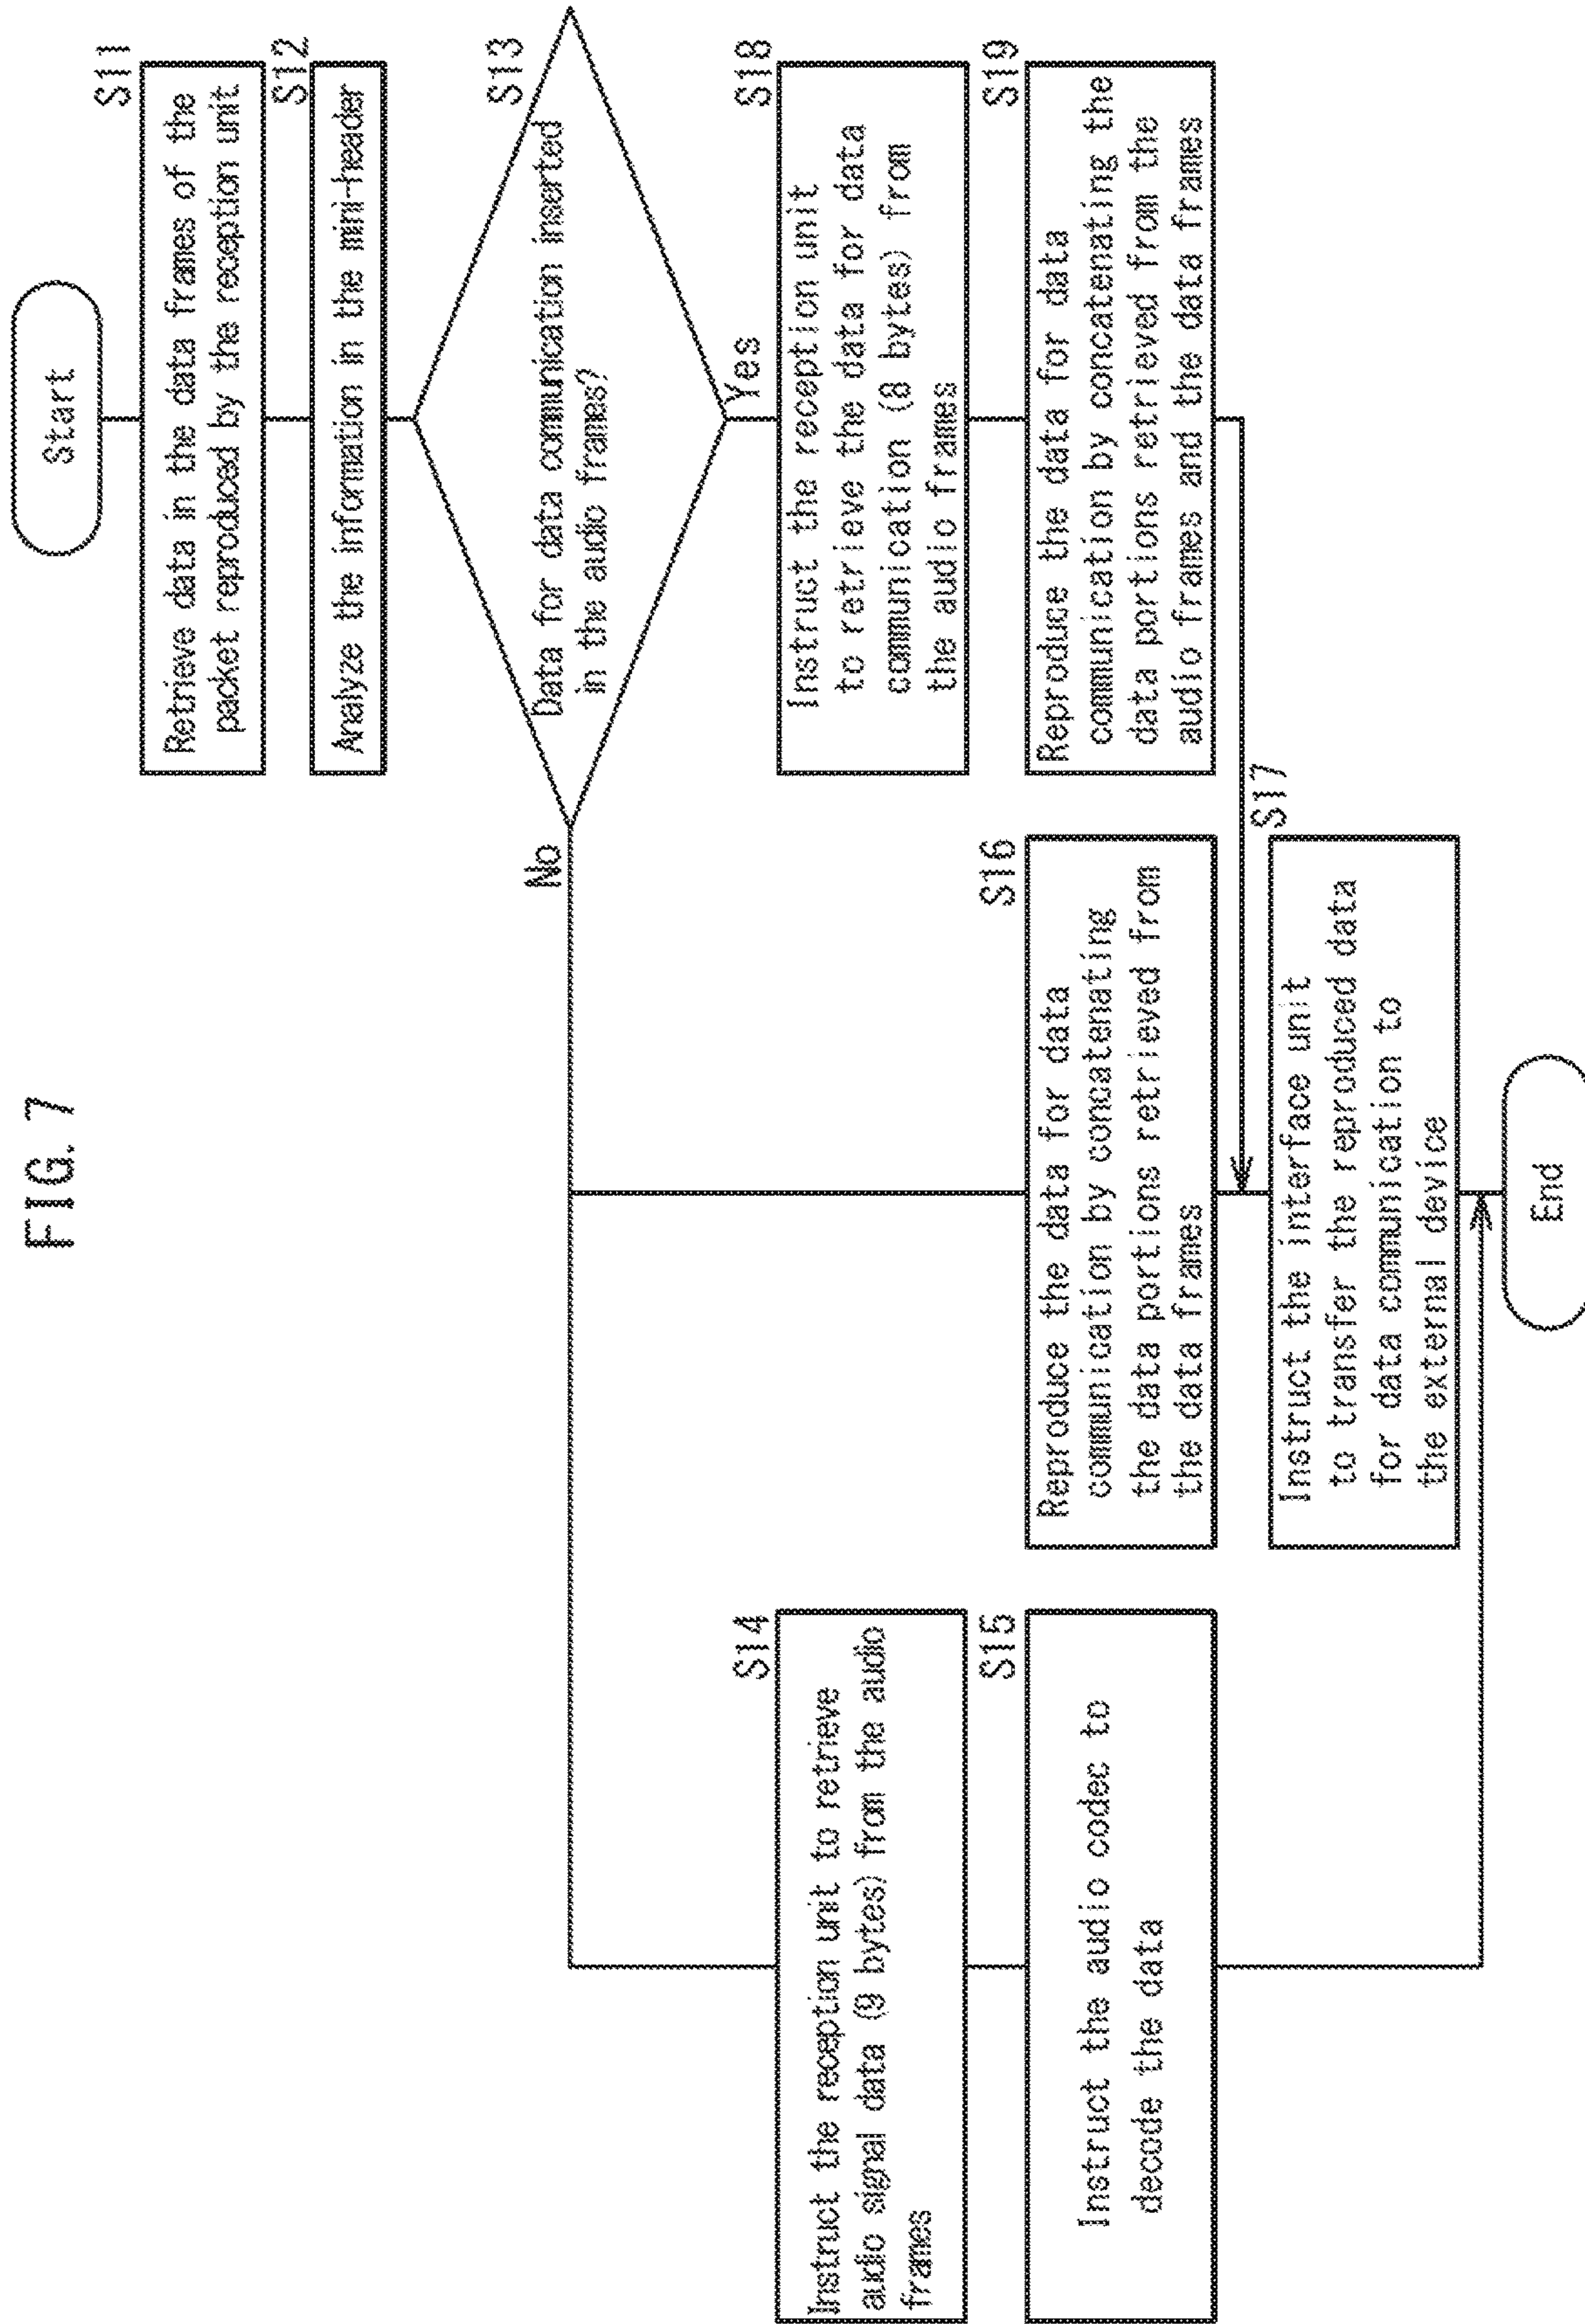 FIG. 7
Start
S11
Retrieve data in the data frames of the
packet reproduced by the reception unit
S12
Analyze the information in the mini-header
S13
Data for data communication inserted
in the audio frames?
No
Yes
S14
Instruct the reception unit to retrieve
audio signal data (9 bytes) from the audio
frames
S15
Instruct the audio codec to
decode the data
S16
Reproduce the data for data
communication by concatenating
the data portions retrieved from
the data frames
S18
Instruct the reception unit
to retrieve the data for data
communication (8 bytes) from
the audio frames
S19
Reproduce the data for data
communication by concatenating the
data portions retrieved from the
audio frames and the data frames
S17
Instruct the interface unit
to transfer the reproduced data
for data communication to
the external device
End